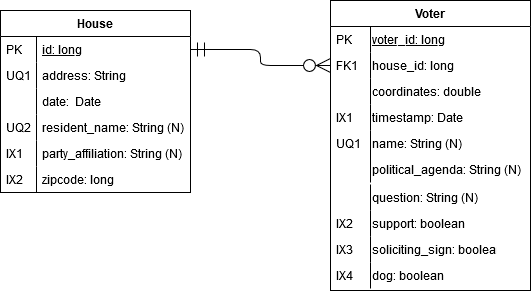 House
PK id: long
UQ1 address: String
date: Date
UQ2 resident_name: String (N)
IX1 party_affiliation: String (N)
IX2 zipcode: long
Voter
PK voter_id: long
FK1 house_id: long
coordinates: double
IX1 timestamp: Date
UQ1 name: String (N)
political_agenda: String (N)
question: String (N)
IX2 support: boolean
IX3 soliciting_sign: boolea
IX4 dog: boolean